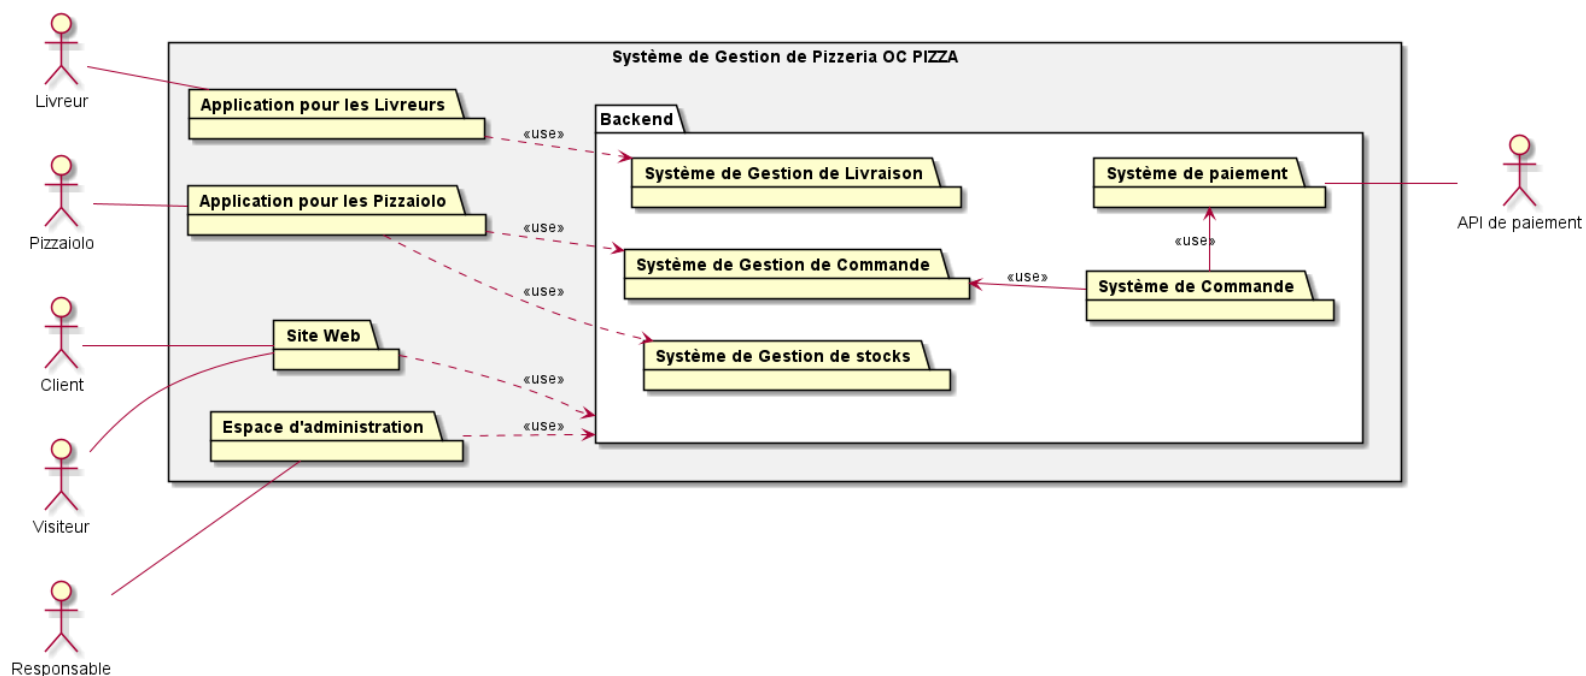 Système de Gestion de Pizzeria OC PIZZA
Livreur
Application pour les Livreurs
«use»
Backend
Système de Gestion de Livraison
Système de paiement
API de paiement
Pizzaiolo
Application pour les Pizzaiolo
«use»
«use»
Système de Gestion de Commande
«use»
«use»
Système de Commande
Client
Site Web
«use»
Système de Gestion de stocks
Visiteur
Espace d'administration
«use»
Responsable